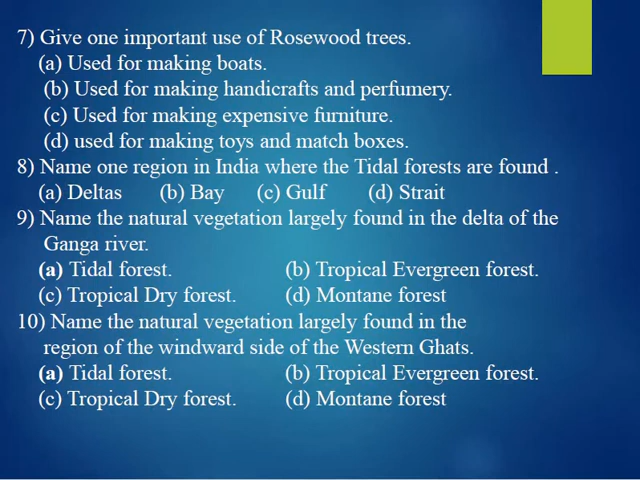 7) Give one important use of Rosewood trees.
(a) Used for making boats.
(b) Used for making handicrafts and perfumery.
(c) Used for making expensive furniture.
(d) used for making toys and match boxes.
8) Name one region in India where the Tidal forests are found .
(a) Deltas (b) Bay (c) Gulf (d) Strait
9) Name the natural vegetation largely found in the delta of the
Ganga river.
(a) Tidal forest. (b) Tropical Evergreen forest.
(c) Tropical Dry forest. (d) Montane forest
10) Name the natural vegetation largely found in the
region of the windward side of the Western Ghats.
(a) Tidal forest. (b) Tropical Evergreen forest.
(c) Tropical Dry forest. (d) Montane forest